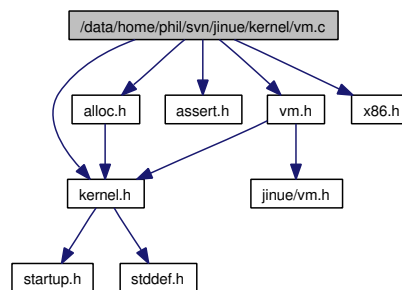 /data/home/phil/svn/jinue/kernel/vm.c
alloc.h
assert.h
vm.h
x86.h
kernel.h
jinue/vm.h
startup.h
stddef.h